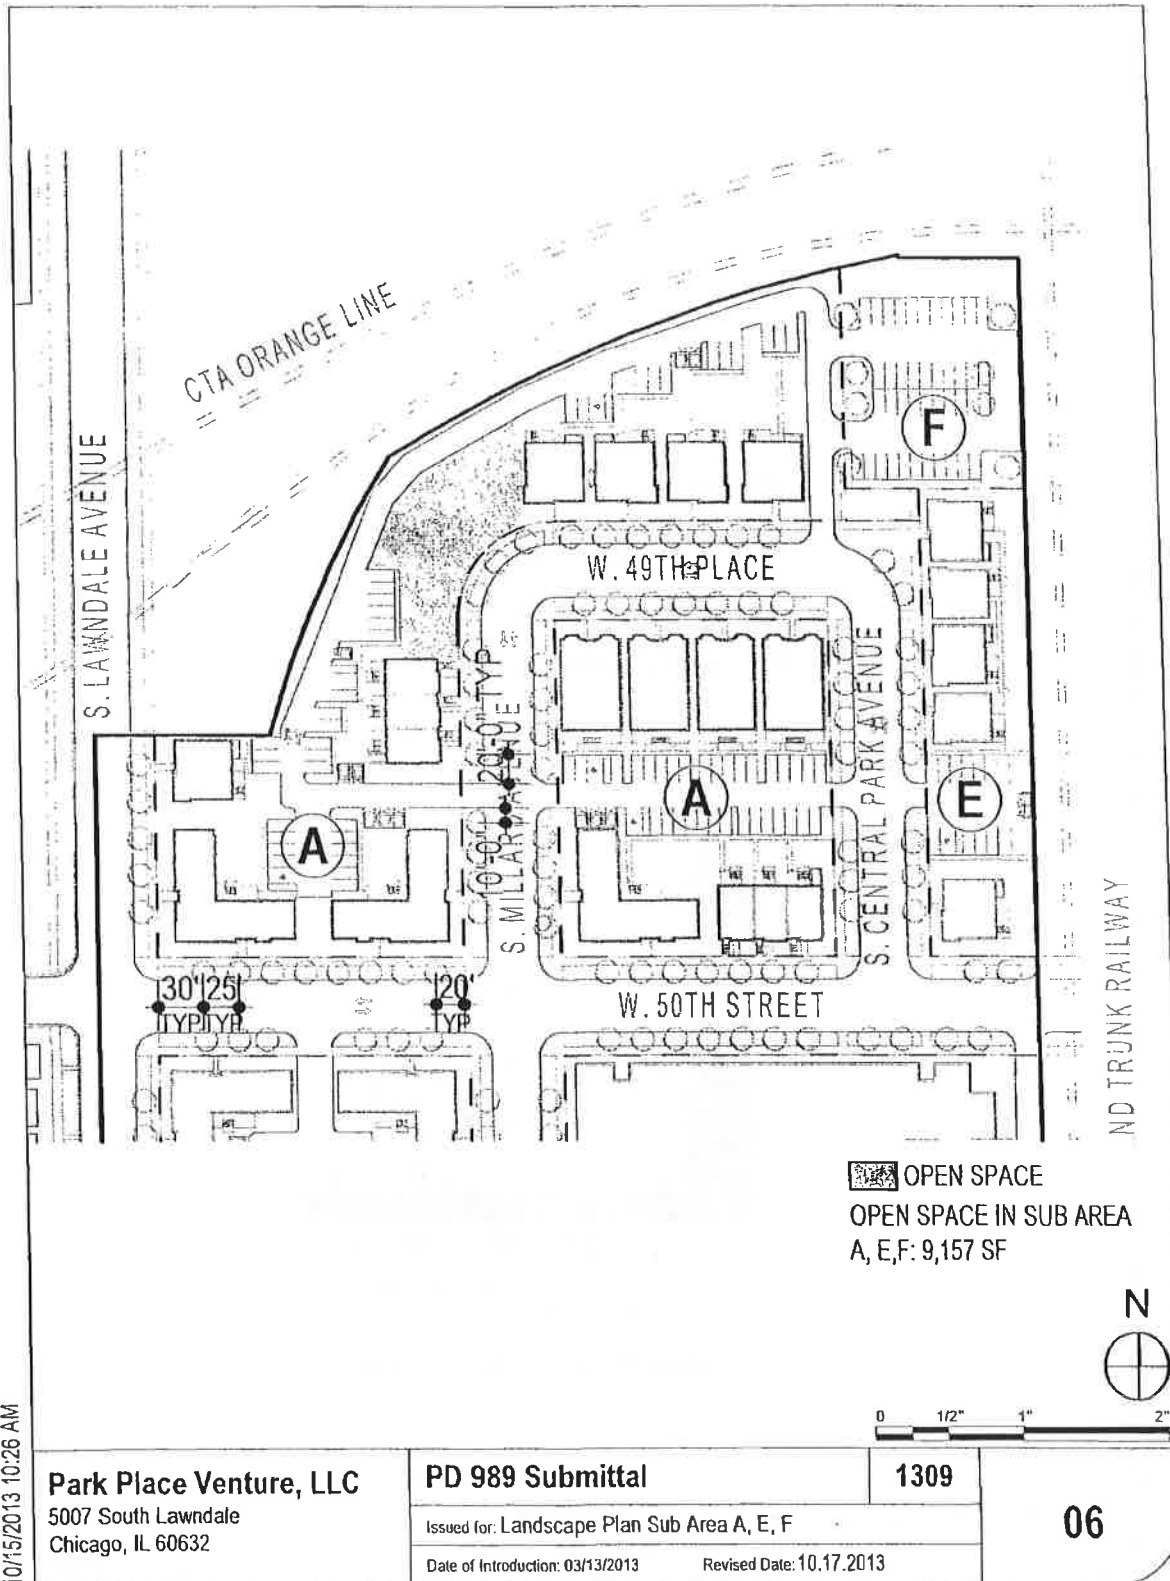 CTA ORANGE LINE
S. LAWNDALE AVENUE
F
W. 49TH PLACE
S. CENTRAL PARK AVENUE
20'-0" TYP
10'-0"
A
A
E
S. MILLARD AVENUE
30' 25' 20'
TYP TYP TYP
W. 50TH STREET
ND TRUNK RAILWAY
OPEN SPACE
OPEN SPACE IN SUB AREA
A, E,F: 9,157 SF
N
0 1/2" 1" 2"
10/15/2013 10:26 AM
Park Place Venture, LLC
5007 South Lawndale
Chicago, IL 60632
PD 989 Submittal
1309
Issued for: Landscape Plan Sub Area A, E, F
Date of Introduction: 03/13/2013 Revised Date: 10.17.2013
06